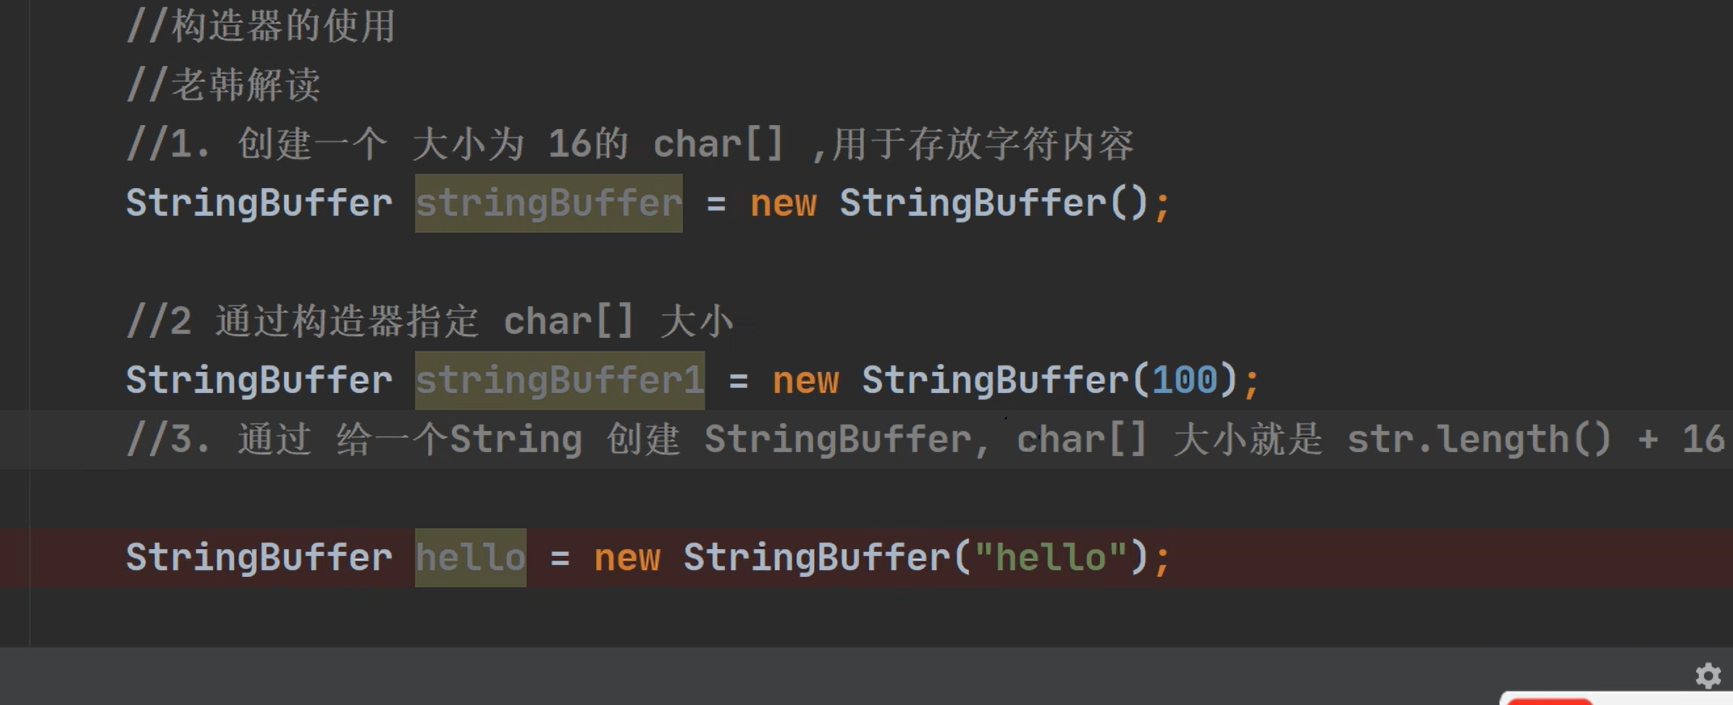 //构造器的使用
//老韩解读
//1. 创建一个 大小为 16的 char[] ,用于存放字符内容
StringBuffer stringBuffer = new StringBuffer();
//2 通过构造器指定 char[] 大小
StringBuffer stringBuffer1 = new StringBuffer(100);
//3. 通过 给一个String 创建 StringBuffer, char[] 大小就是 str.length() + 16
StringBuffer hello = new StringBuffer("hello");